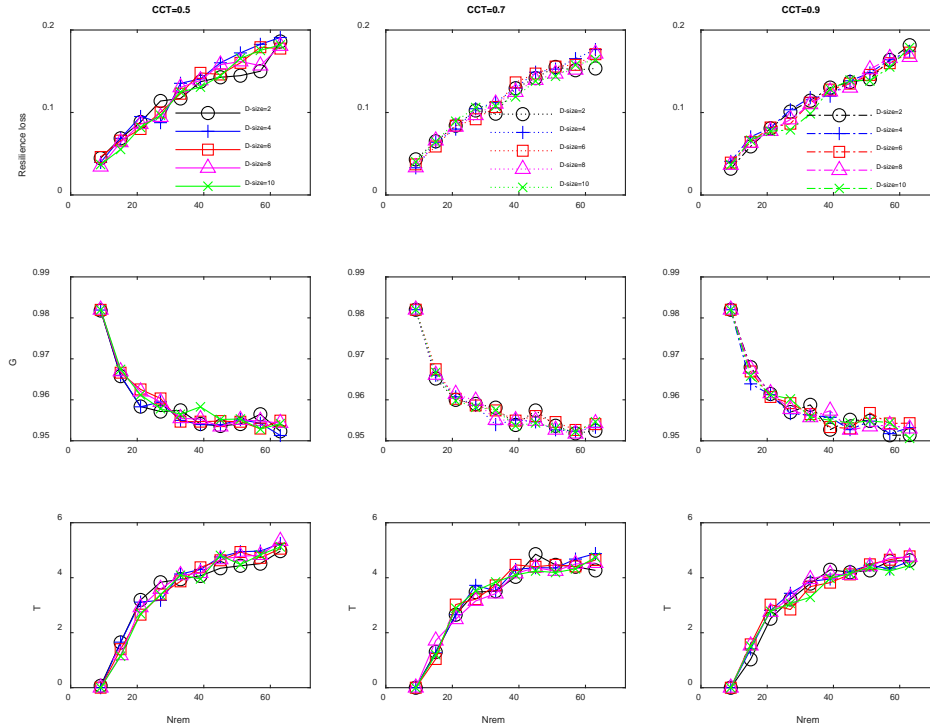 CCT=0.5 CCT=0.7 CCT=0.9
0.2 0.2 0.2
Resilience loss
0.1 0.1 0.1
D-size=2 D-size=2 D-size=2
D-size=4 D-size=4 D-size=4
D-size=6 D-size=6 D-size=6
D-size=8 D-size=8 D-size=8
D-size=10 D-size=10 D-size=10
0 0 0
0 20 40 60 0 20 40 60 0 20 40 60
0.99 0.99 0.99
0.98 0.98 0.98
0.97 0.97 0.97
G
0.96 0.96 0.96
0.95 0.95 0.95
0 20 40 60 0 20 40 60 0 20 40 60
6 6 6
4 4 4
T T T
2 2 2
0 0 0
0 20 40 60 0 20 40 60 0 20 40 60
Nrem Nrem Nrem